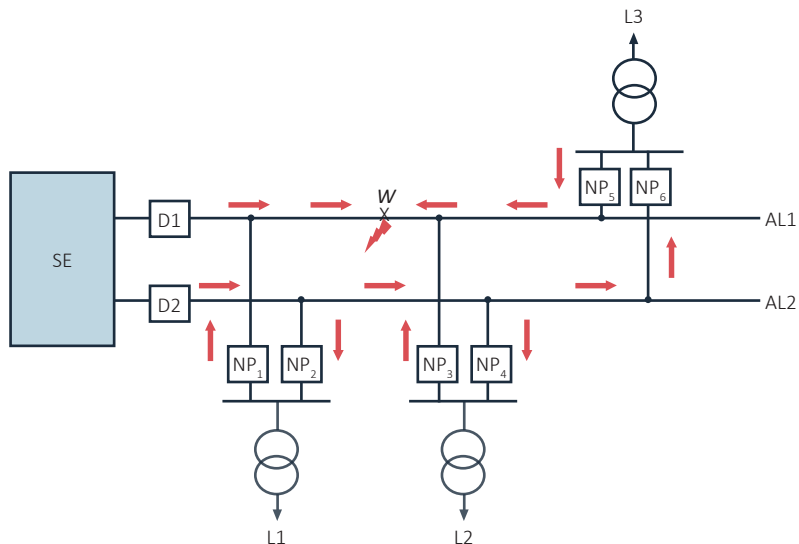 L3
NP₅ NP₆
W
D1
AL1
SE
D2
AL2
NP₁ NP₂ NP₃ NP₄
L1 L2